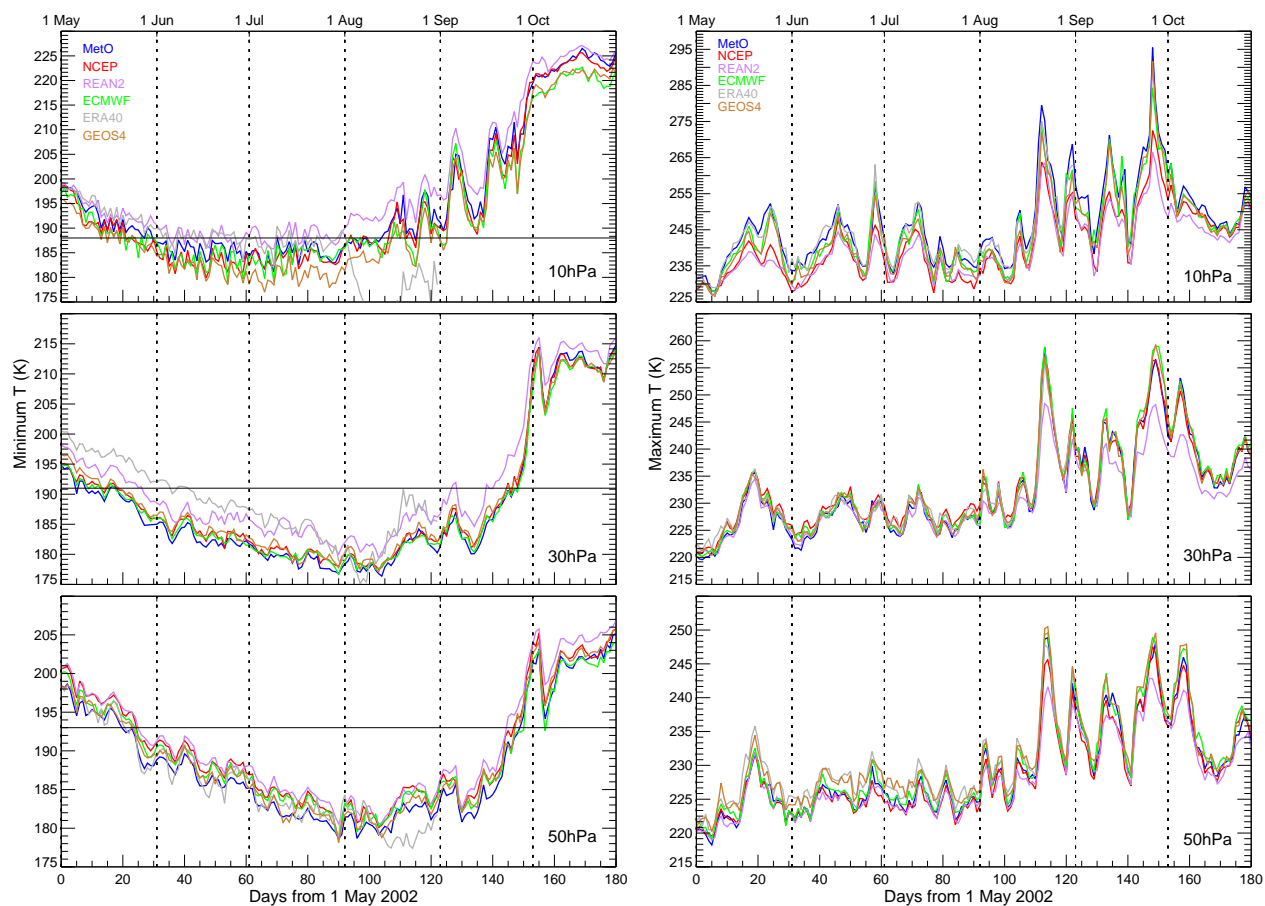 1 May 1 Jun 1 Jul 1 Aug 1 Sep 1 Oct
225
220
215
210
205
200
195
190
185
180
175
MetO
NCEP
REAN2
ECMWF
ERA40
GEOS4
10hPa
215
210
205
200
195
190
185
180
175
30hPa
Minimum T (K)
205
200
195
190
185
180
175
50hPa
0 20 40 60 80 100 120 140 160 180
Days from 1 May 2002
1 May 1 Jun 1 Jul 1 Aug 1 Sep 1 Oct
295
285
275
265
255
245
235
225
MetO
NCEP
REAN2
ECMWF
ERA40
GEOS4
10hPa
265
260
255
250
245
240
235
230
225
220
215
30hPa
Maximum T (K)
250
245
240
235
230
225
220
215
50hPa
0 20 40 60 80 100 120 140 160 180
Days from 1 May 2002